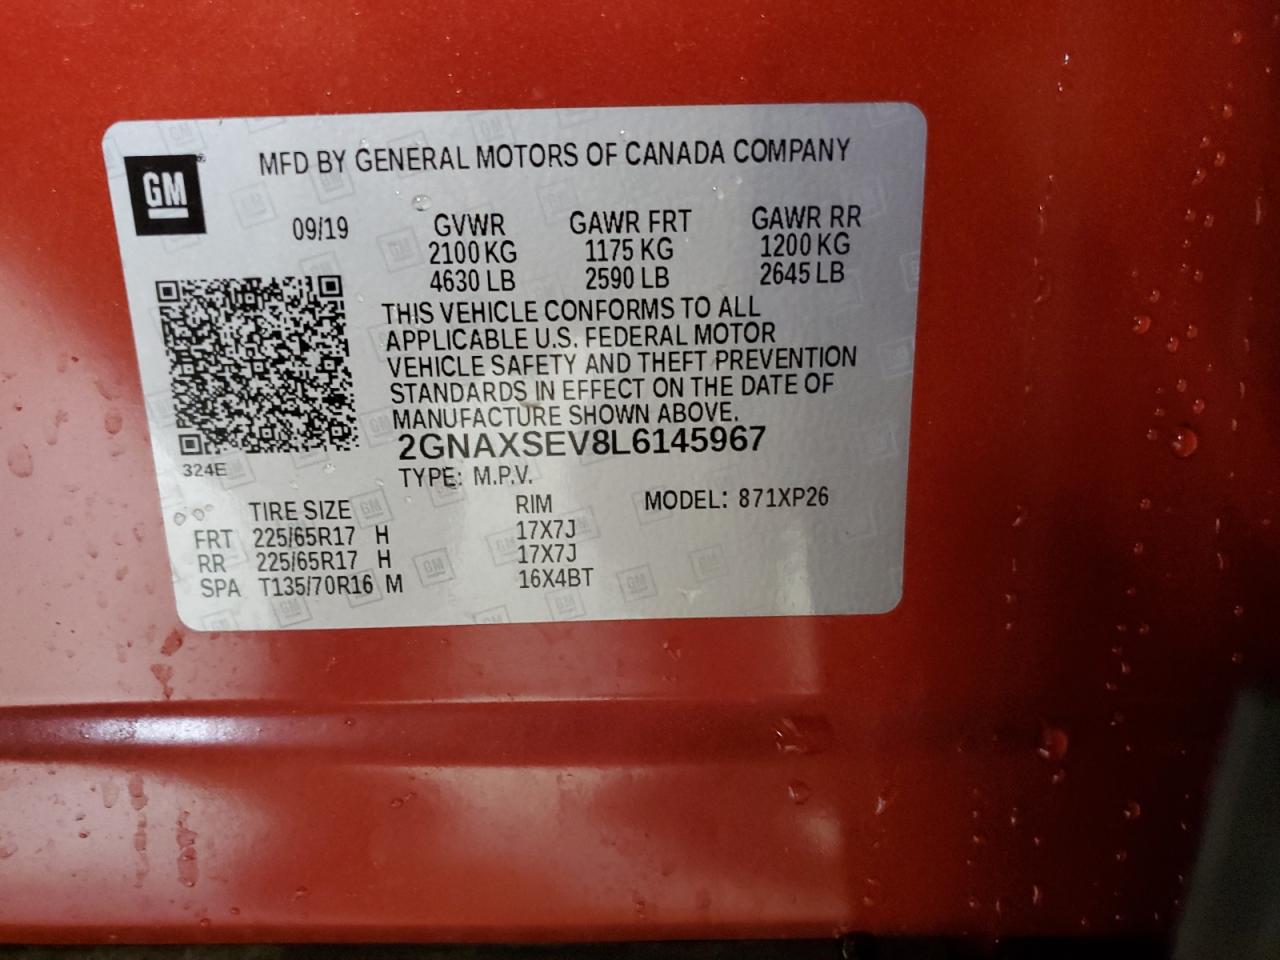 MFD BY GENERAL MOTORS OF CANADA COMPANY
GM
09/19 GVWR GAWR FRT GAWR RR
2100 KG 1175 KG 1200 KG
4630 LB 2590 LB 2645 LB
THIS VEHICLE CONFORMS TO ALL
APPLICABLE U.S. FEDERAL MOTOR
VEHICLE SAFETY AND THEFT PREVENTION
STANDARDS IN EFFECT ON THE DATE OF
MANUFACTURE SHOWN ABOVE.
2GNAXSEV8L6145967
324E
TYPE: M.P.V.
TIRE SIZE RIM MODEL: 871XP26
FRT 225/65R17 H 17X7J
RR 225/65R17 H 17X7J
SPA T135/70R16 M 16X4BT